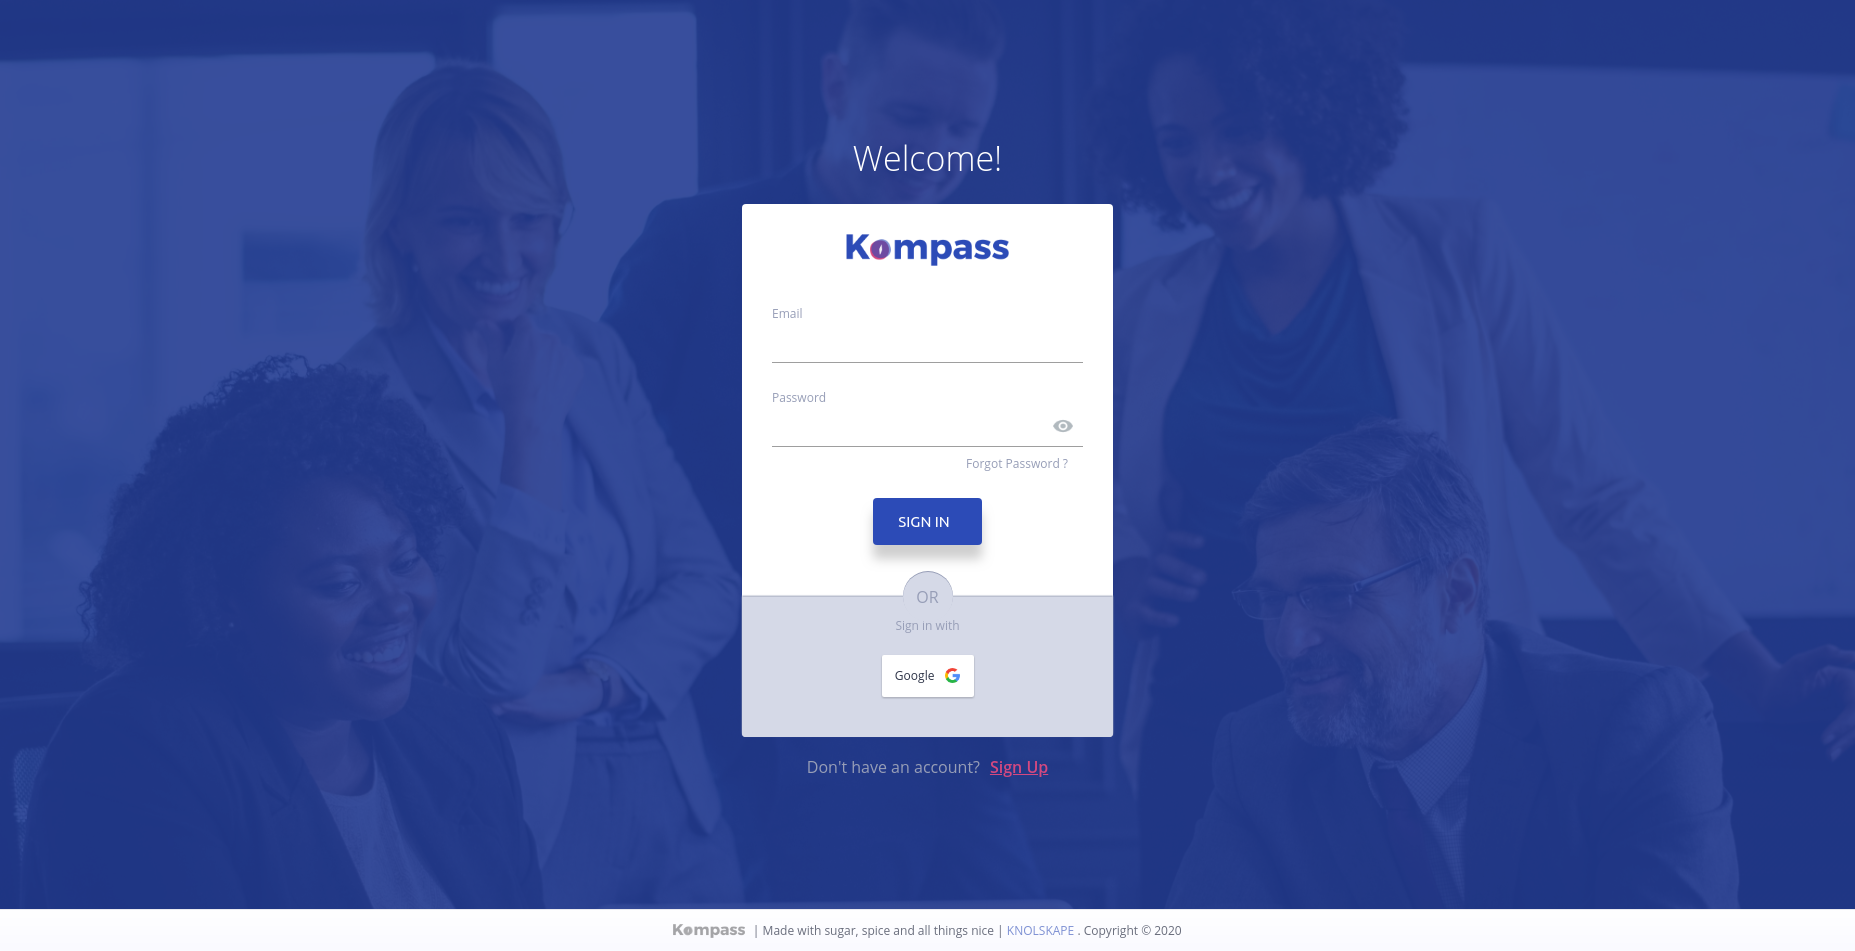 Welcome!
Kompass
Email
Password
Forgot Password ?
SIGN IN
OR
Sign in with
Google
Don't have an account? Sign Up
Kompass | Made with sugar, spice and all things nice | KNOLSKAPE . Copyright © 2020